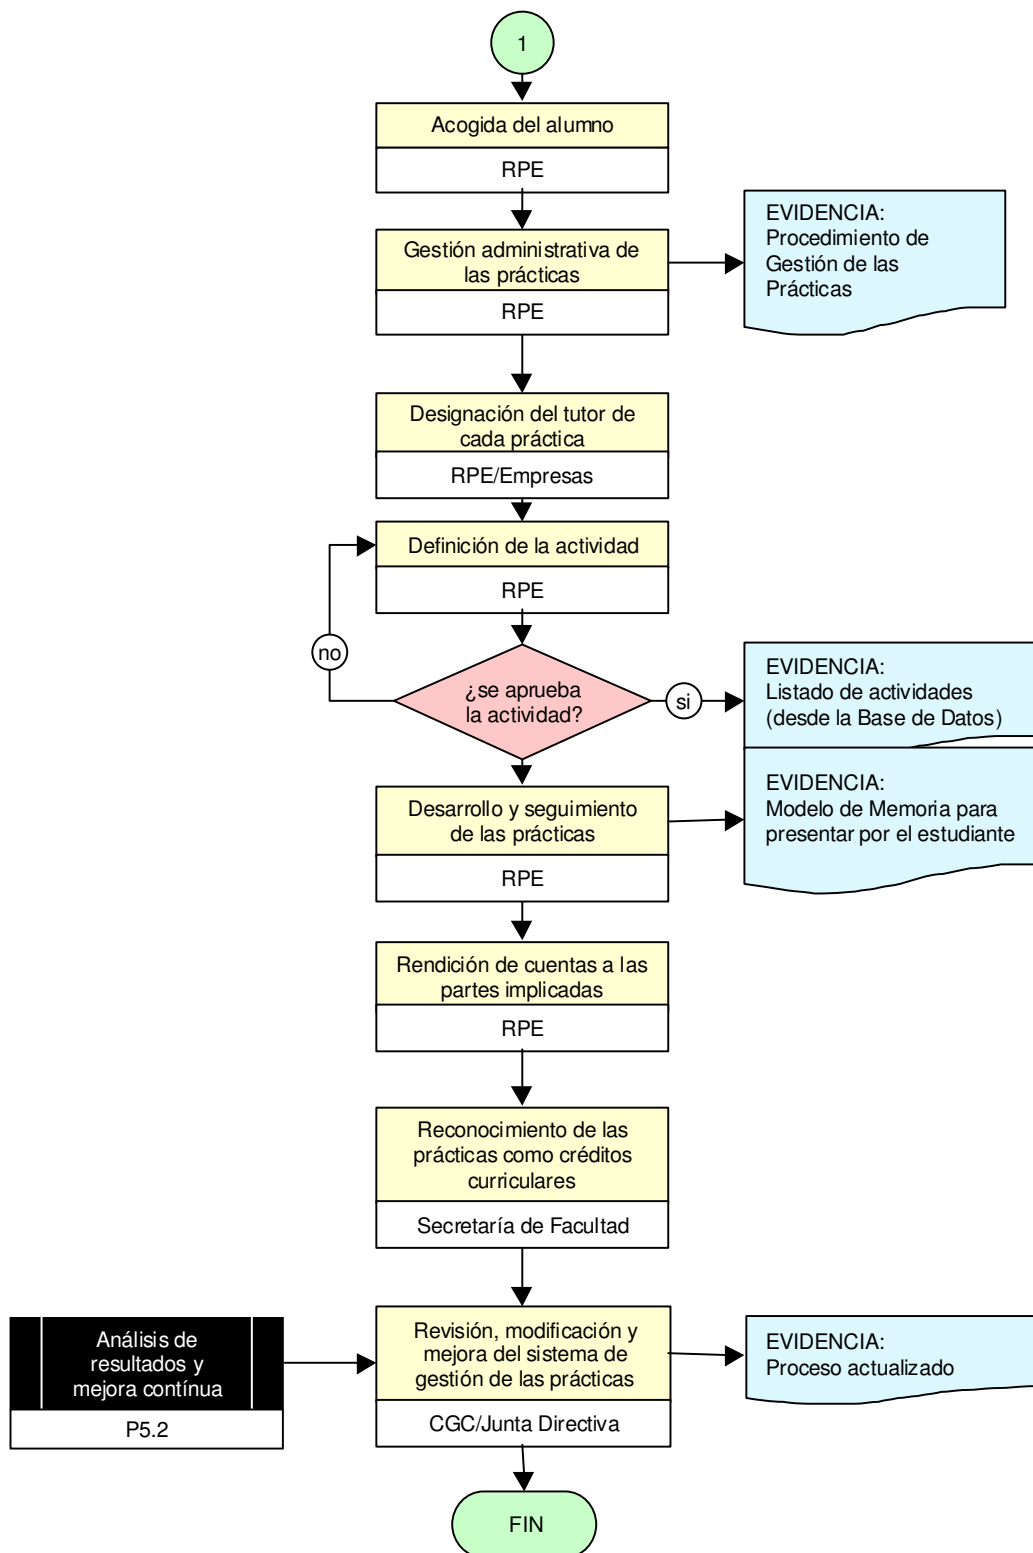 1
Acogida del alumno
RPE
Gestión administrativa de
las prácticas
RPE
EVIDENCIA:
Procedimiento de
Gestión de las
Prácticas
Designación del tutor de
cada práctica
RPE/Empresas
Definición de la actividad
RPE
no
¿se aprueba
la actividad?
si
EVIDENCIA:
Listado de actividades
(desde la Base de Datos)
Desarrollo y seguimiento
de las prácticas
RPE
EVIDENCIA:
Modelo de Memoria para
presentar por el estudiante
Rendición de cuentas a las
partes implicadas
RPE
Reconocimiento de las
prácticas como créditos
curriculares
Secretaría de Facultad
Análisis de
resultados y
mejora contínua
P5.2
Revisión, modificación y
mejora del sistema de
gestión de las prácticas
CGC/Junta Directiva
EVIDENCIA:
Proceso actualizado
FIN